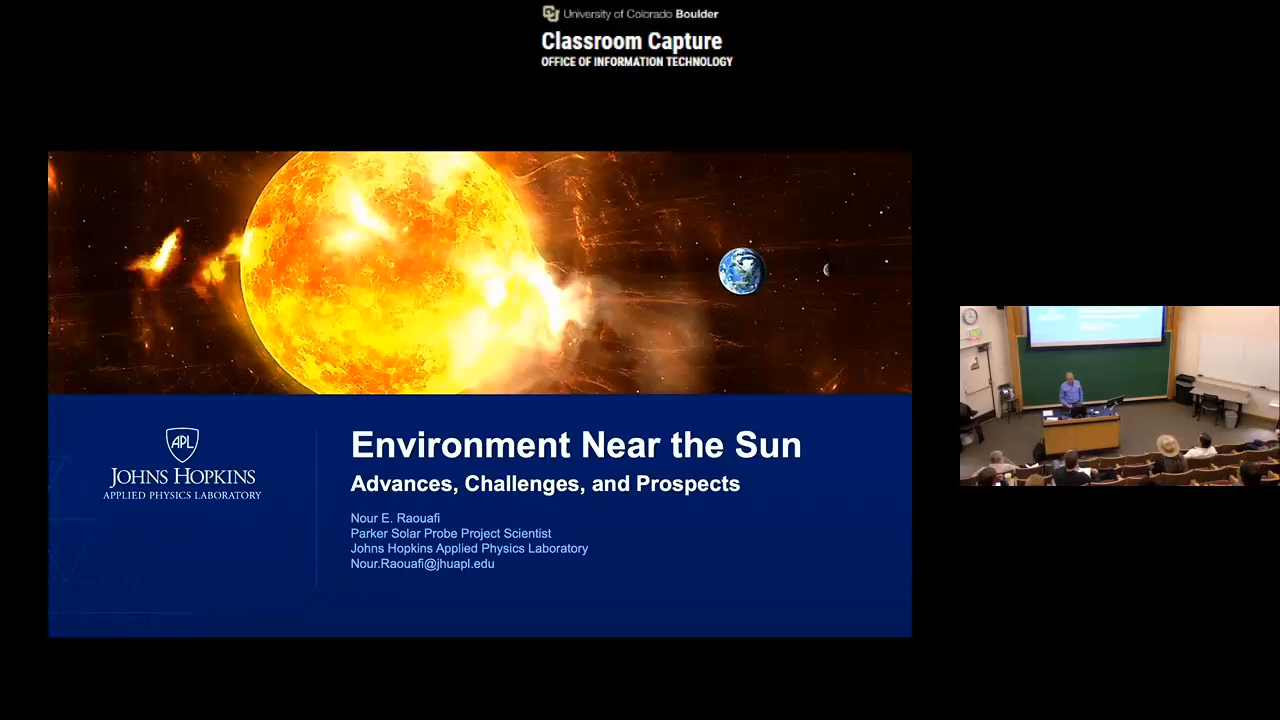 University of Colorado Boulder
Classroom Capture
OFFICE OF INFORMATION TECHNOLOGY
APL
JOHNS HOPKINS
APPLIED PHYSICS LABORATORY
Environment Near the Sun
Advances, Challenges, and Prospects
Nour E. Raouafi
Parker Solar Probe Project Scientist
Johns Hopkins Applied Physics Laboratory
Nour.Raouafi@jhuapl.edu